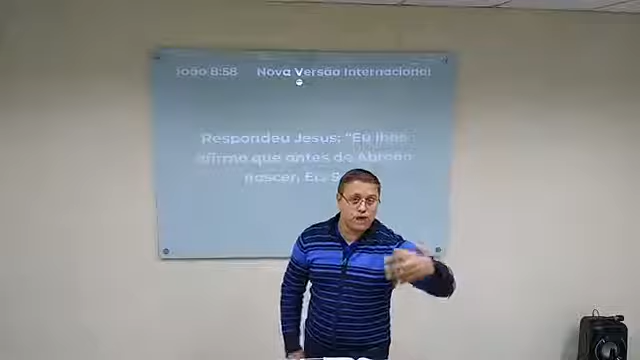 João 8:58 Nova Versão Internacional
Respondeu Jesus: "Eu lhes
afirmo que antes de Abraão
nascer, Eu S